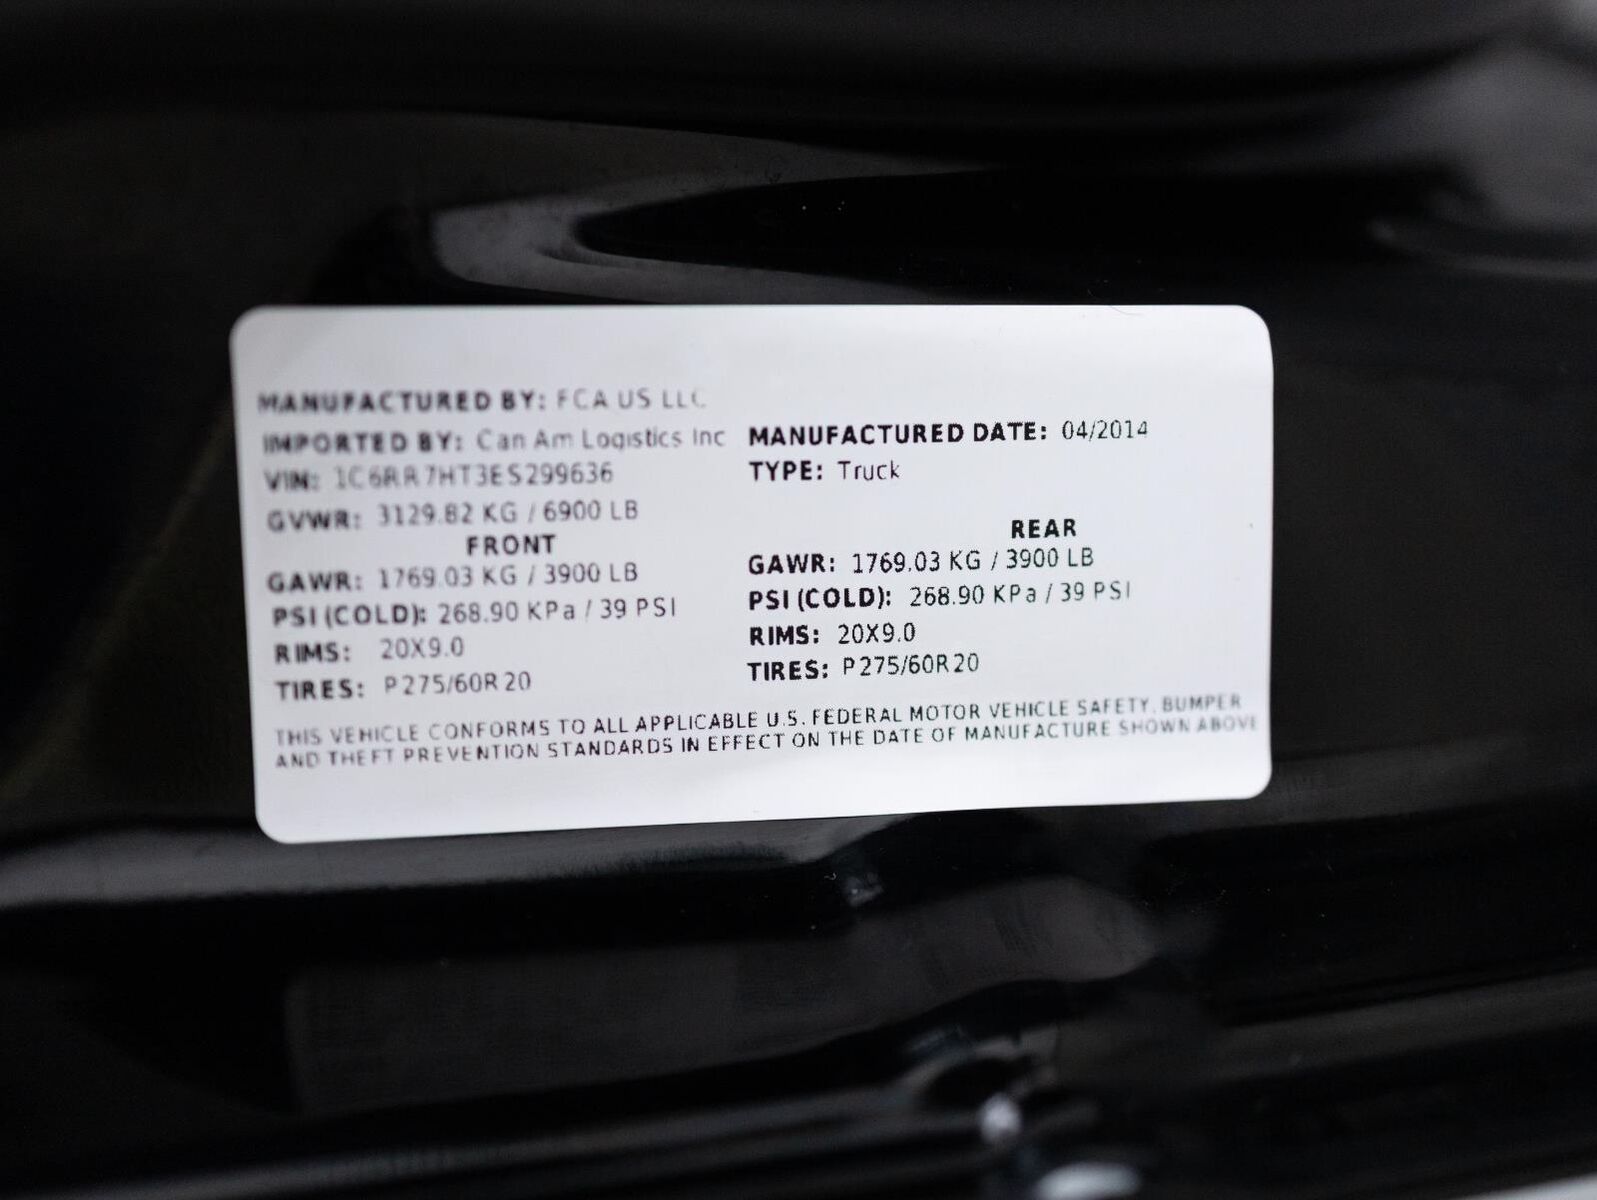 MANUFACTURED BY: FCA US LLC
IMPORTED BY: Can Am Logistics Inc
MANUFACTURED DATE: 04/2014
VIN: 1C6RR7HT3ES299636
TYPE: Truck
GVWR: 3129.82 KG / 6900 LB
FRONT
REAR
GAWR: 1769.03 KG / 3900 LB
GAWR: 1769.03 KG / 3900 LB
PSI (COLD): 268.90 KPa / 39 PSI
PSI (COLD): 268.90 KPa / 39 PSI
RIMS: 20X9.0
RIMS: 20X9.0
TIRES: P275/60R20
TIRES: P275/60R20
THIS VEHICLE CONFORMS TO ALL APPLICABLE U.S. FEDERAL MOTOR VEHICLE SAFETY, BUMPER
AND THEFT PREVENTION STANDARDS IN EFFECT ON THE DATE OF MANUFACTURE SHOWN ABOVE